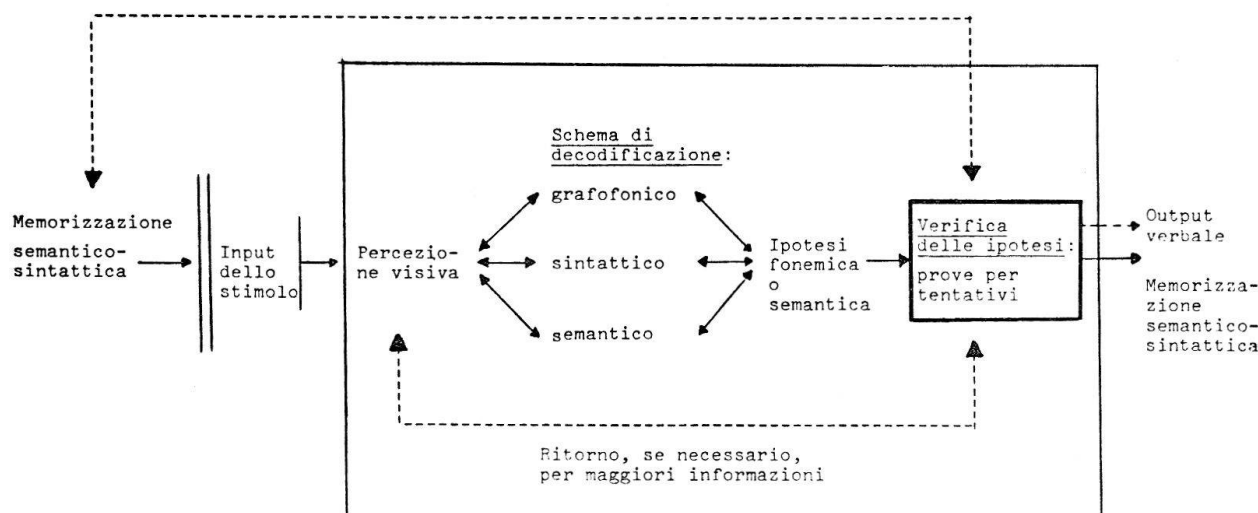 Memorizzazione
semantico-
sintattica
Input
dello
stimolo
Percezio-
ne visiva
Schema di
decodificazione:
grafofonico
sintattico
semantico
Ipotesi
fonemica
o
semantica
Verifica
delle ipotesi:
prove per
tentativi
Output
verbale
Memorizza-
zione
semantico-
sintattica
Ritorno, se necessario,
per maggiori informazioni